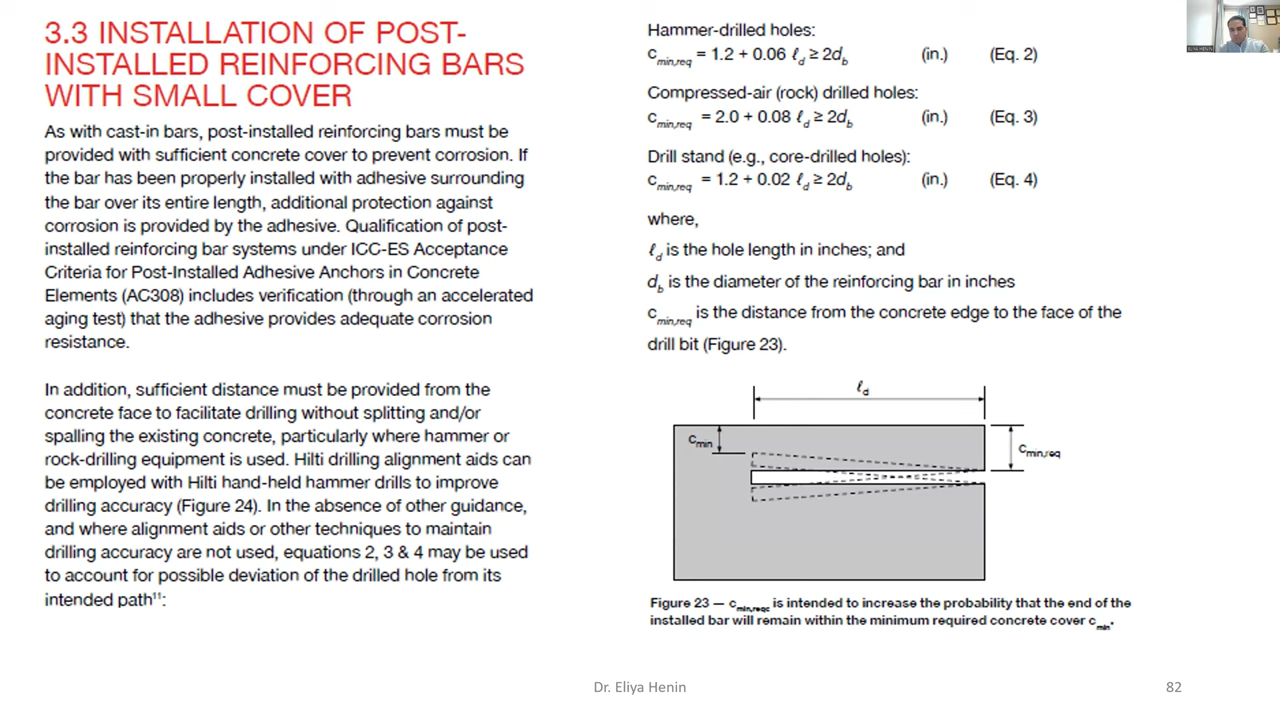 3.3 INSTALLATION OF POST-
INSTALLED REINFORCING BARS
WITH SMALL COVER
As with cast-in bars, post-installed reinforcing bars must be
provided with sufficient concrete cover to prevent corrosion. If
the bar has been properly installed with adhesive surrounding
the bar over its entire length, additional protection against
corrosion is provided by the adhesive. Qualification of post-
installed reinforcing bar systems under ICC-ES Acceptance
Criteria for Post-Installed Adhesive Anchors in Concrete
Elements (AC308) includes verification (through an accelerated
aging test) that the adhesive provides adequate corrosion
resistance.
In addition, sufficient distance must be provided from the
concrete face to facilitate drilling without splitting and/or
spalling the existing concrete, particularly where hammer or
rock-drilling equipment is used. Hilti drilling alignment aids can
be employed with Hilti hand-held hammer drills to improve
drilling accuracy (Figure 24). In the absence of other guidance,
and where alignment aids or other techniques to maintain
drilling accuracy are not used, equations 2, 3 & 4 may be used
to account for possible deviation of the drilled hole from its
intended path¹¹:
Hammer-drilled holes:
c min,req = 1.2 + 0.06 ℓd ≥ 2db (in.) (Eq. 2)
Compressed-air (rock) drilled holes:
c min,req = 2.0 + 0.08 ℓd ≥ 2db (in.) (Eq. 3)
Drill stand (e.g., core-drilled holes):
c min,req = 1.2 + 0.02 ℓd ≥ 2db (in.) (Eq. 4)
where,
ℓd is the hole length in inches; and
db is the diameter of the reinforcing bar in inches
c min,req is the distance from the concrete edge to the face of the
drill bit (Figure 23).
ℓd
c min
c min,req
Figure 23 — c min,reqc is intended to increase the probability that the end of the
installed bar will remain within the minimum required concrete cover c min.
Dr. Eliya Henin
82